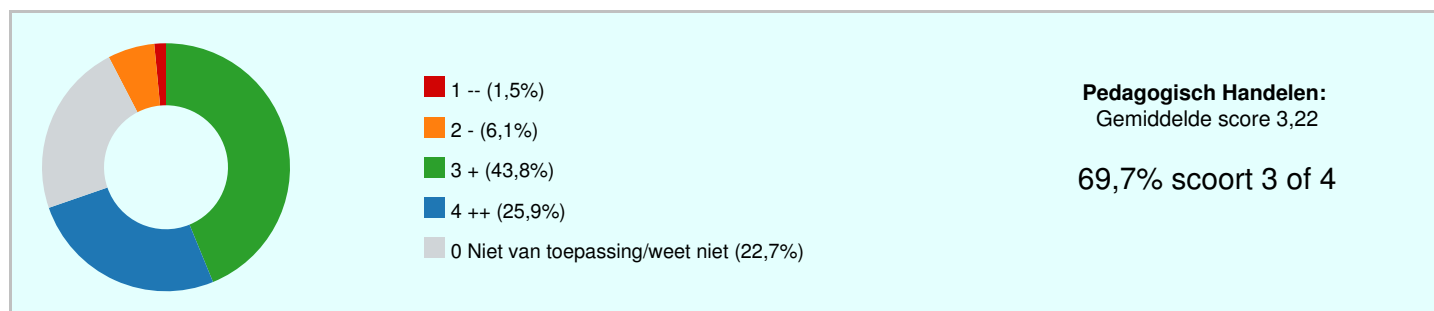 1 -- (1,5%)
2 - (6,1%)
3 + (43,8%)
4 ++ (25,9%)
0 Niet van toepassing/weet niet (22,7%)
Pedagogisch Handelen:
Gemiddelde score 3,22
69,7% scoort 3 of 4